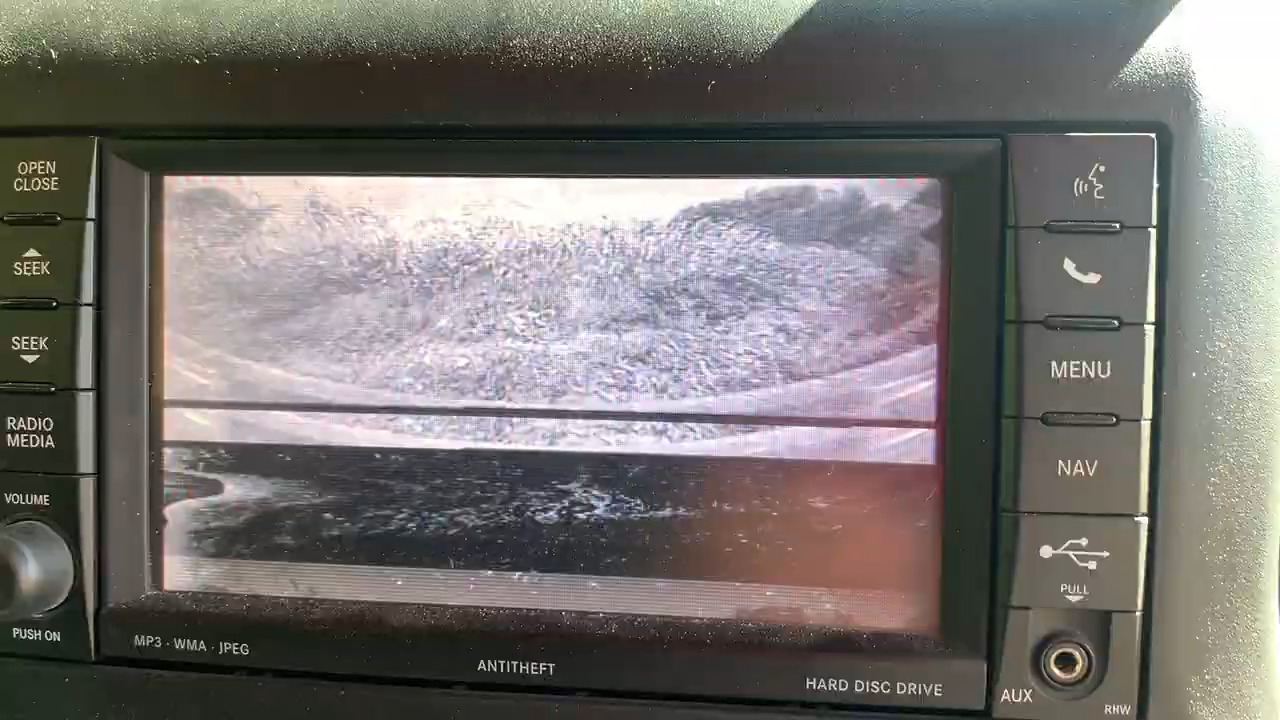 OPEN
CLOSE
SEEK
SEEK
RADIO
MEDIA
VOLUME
PUSH ON
MP3 · WMA · JPEG
ANTITHEFT
HARD DISC DRIVE
MENU
NAV
PULL
AUX
RHW